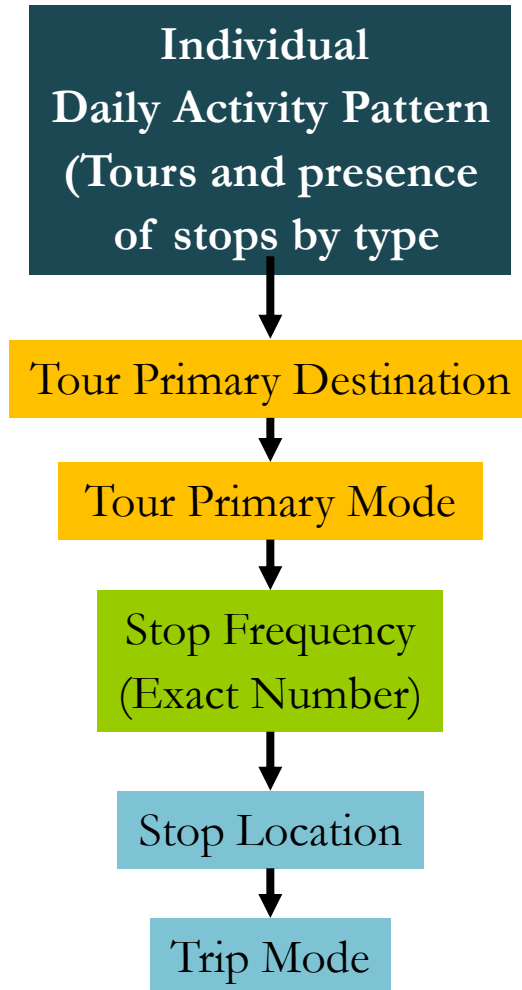 Individual
Daily Activity Pattern
(Tours and presence
of stops by type
Tour Primary Destination
Tour Primary Mode
Stop Frequency
(Exact Number)
Stop Location
Trip Mode